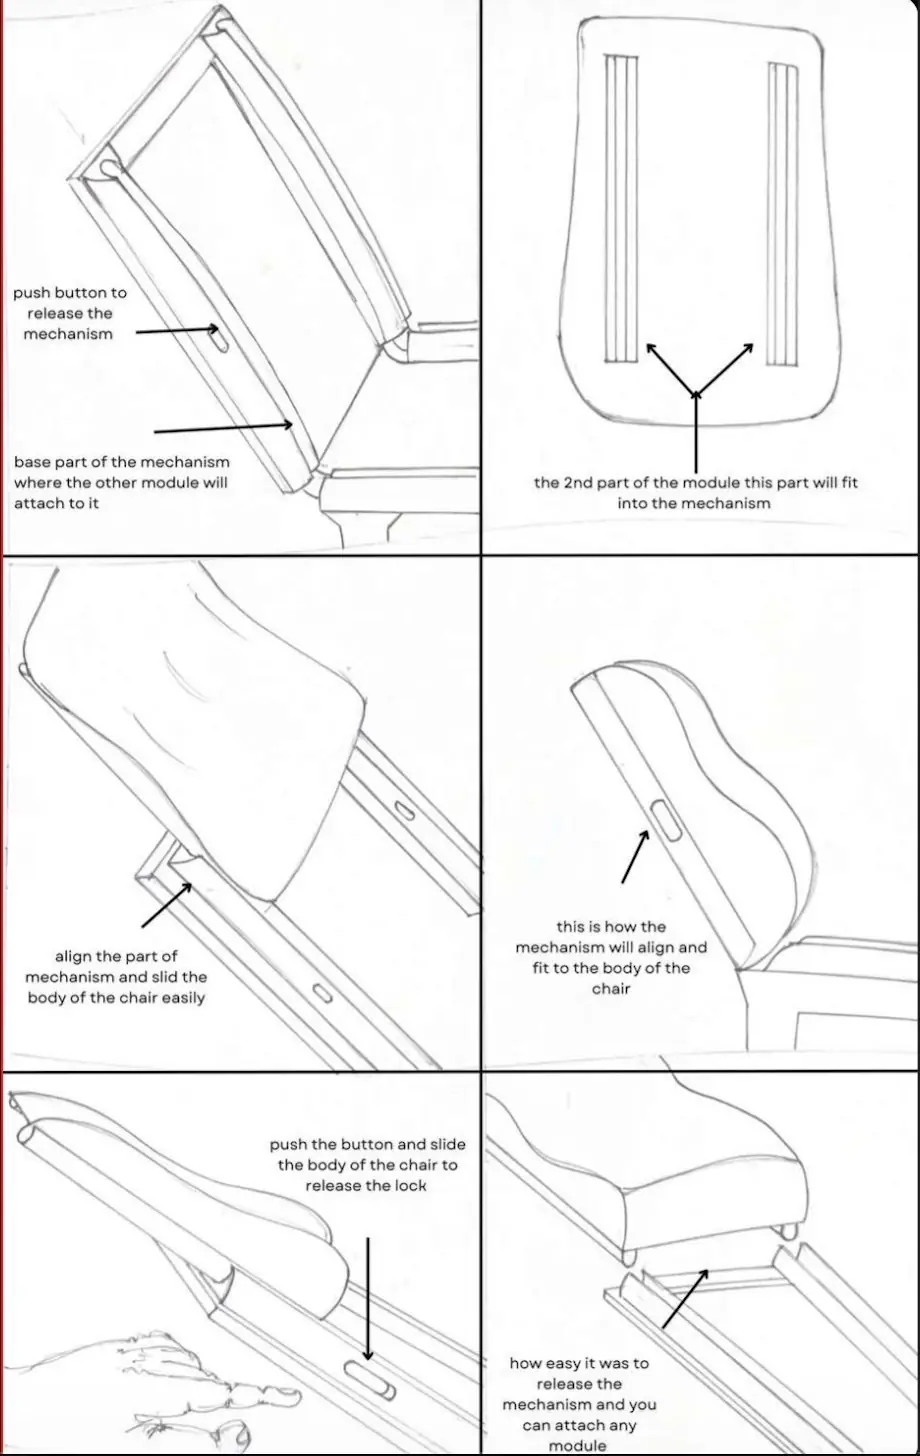 push button to
release the
mechanism
base part of the mechanism
where the other module will
attach to it
the 2nd part of the module this part will fit
into the mechanism
align the part of
mechanism and slid the
body of the chair easily
this is how the
mechanism will align and
fit to the body of the
chair
push the button and slide
the body of the chair to
release the lock
how easy it was to
release the
mechanism and you
can attach any
module